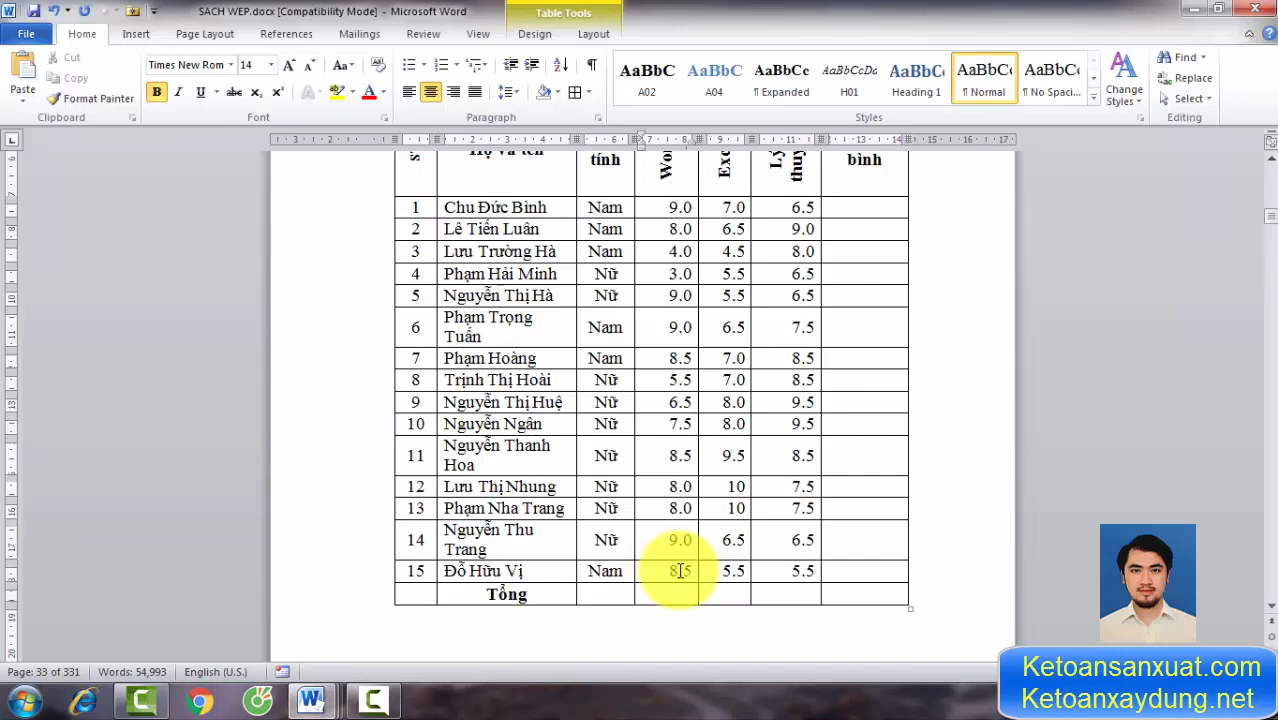 SACH WEP.docx [Compatibility Mode] - Microsoft Word
Table Tools
File Home Insert Page Layout References Mailings Review View Design Layout
Paste
Cut
Copy
Format Painter
Clipboard
Times New Rom 14
Font
Paragraph
AaBbC AaBbC AaBbCc AaBbCcDa AaBbC AaBbCc AaBbCc
A02 A04 ¶ Expanded H01 Heading 1 ¶ Normal ¶ No Spaci...
Change Styles
Styles
Find
Replace
Select
Editing
Họ và tên tính bình
1 Chu Đức Binh Nam 9.0 7.0 6.5
2 Lê Tiến Luân Nam 8.0 6.5 9.0
3 Lưu Trường Hà Nam 4.0 4.5 8.0
4 Phạm Hải Minh Nữ 3.0 5.5 6.5
5 Nguyễn Thị Hà Nữ 9.0 5.5 6.5
6 Phạm Trọng Tuấn Nam 9.0 6.5 7.5
7 Phạm Hoàng Nam 8.5 7.0 8.5
8 Trịnh Thị Hoài Nữ 5.5 7.0 8.5
9 Nguyễn Thị Huệ Nữ 6.5 8.0 9.5
10 Nguyễn Ngân Nữ 7.5 8.0 9.5
11 Nguyễn Thanh Hoa Nữ 8.5 9.5 8.5
12 Lưu Thị Nhung Nữ 8.0 10 7.5
13 Phạm Nha Trang Nữ 8.0 10 7.5
14 Nguyễn Thu Trang Nữ 9.0 6.5 6.5
15 Đỗ Hữu Vị Nam 8.5 5.5 5.5
Tổng
Page: 33 of 331 Words: 54,993 English (U.S.)
Ketoansanxuat.com
Ketoanxaydung.net